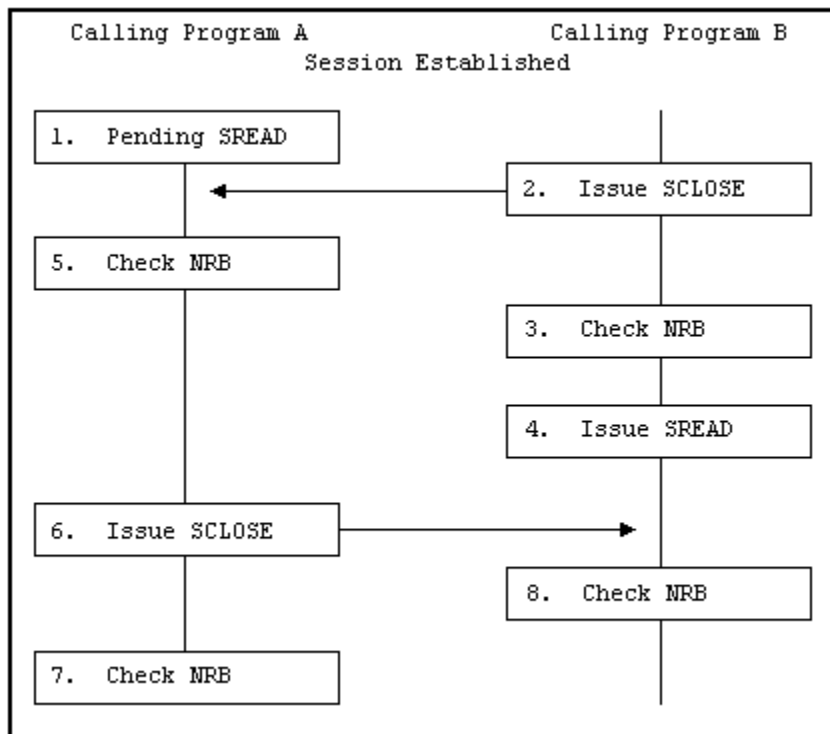 Calling Program A
Calling Program B
Session Established
1. Pending SREAD
2. Issue SCLOSE
5. Check NRB
3. Check NRB
4. Issue SREAD
6. Issue SCLOSE
8. Check NRB
7. Check NRB